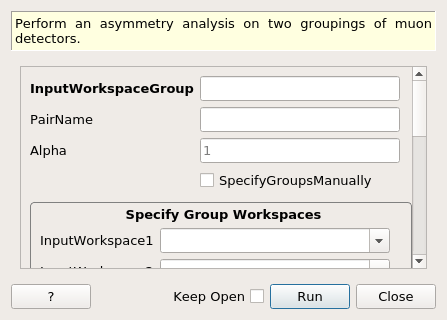 Perform an asymmetry analysis on two groupings of muon
detectors.
InputWorkspaceGroup
PairName
Alpha
1
SpecifyGroupsManually
Specify Group Workspaces
InputWorkspace1
?
Keep Open
Run
Close